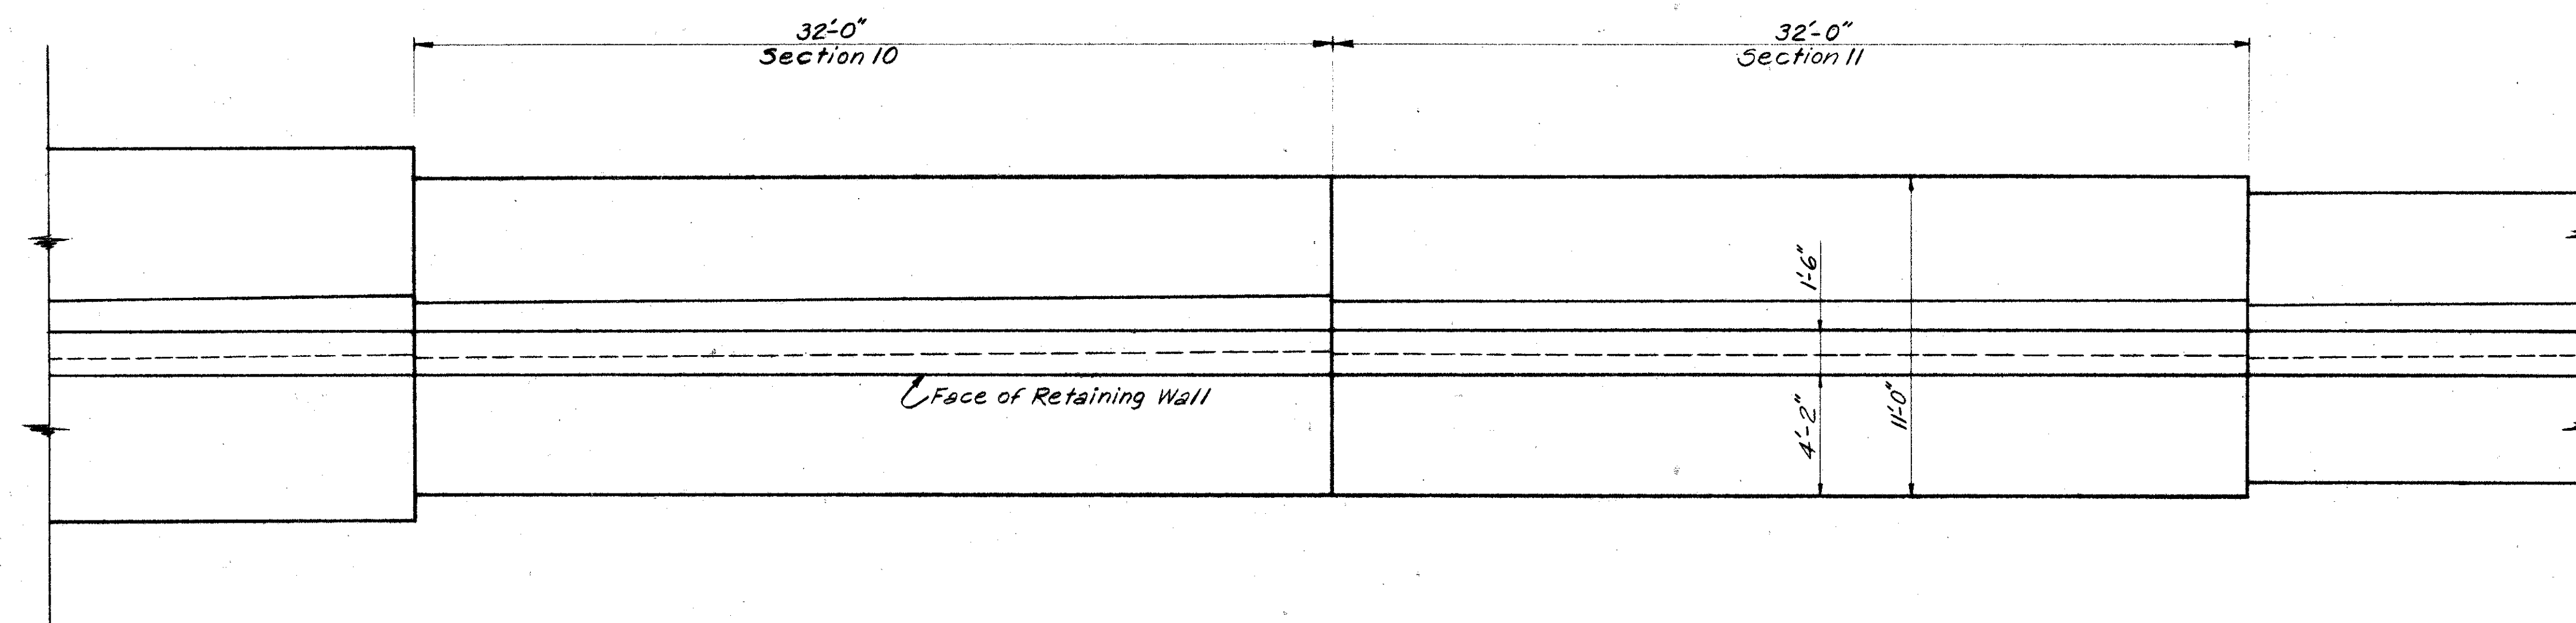 32'-0"
Section 10
32'-0"
Section 11
1'-6"
Face of Retaining Wall
4'-2"
11'-0"